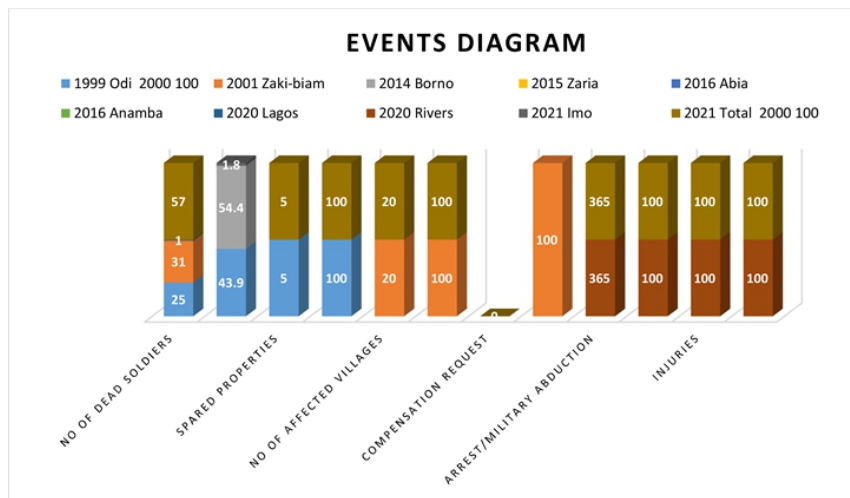 EVENTS DIAGRAM
1999 Odi 2000 100 2001 Zaki-biam 2014 Borno 2015 Zaria 2016 Abia
2016 Anamba 2020 Lagos 2020 Rivers 2021 Imo 2021 Total 2000 100
57 1.8 5 100 20 100 100 365 100 100 100
54.4
1
31
25 43.9 5 100 20 100 0 365 100 100 100
NO OF DEAD SOLDIERS
SPARED PROPERTIES
NO OF AFFECTED VILLAGES
COMPENSATION REQUEST
ARREST/MILITARY ABDUCTION
INJURIES